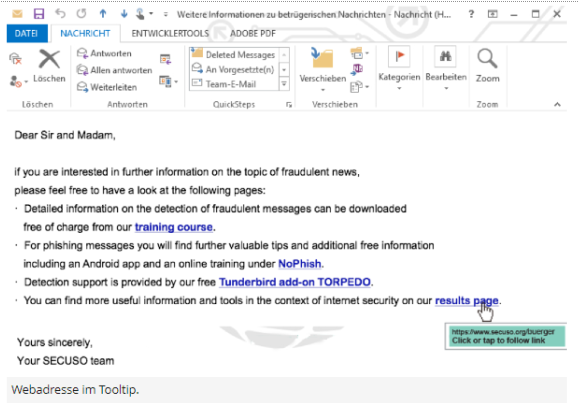 Weitere Informationen zu betrügerischen Nachrichten - Nachricht (H...
DATEI NACHRICHT ENTWICKLERTOOLS ADOBE PDF
Löschen
Antworten
Allen antworten
Weiterleiten
Deleted Messages
An Vorgesetzte(n)
Team-E-Mail
Verschieben
Kategorien
Bearbeiten
Zoom
Löschen Antworten QuickSteps Verschieben Zoom
Dear Sir and Madam,
if you are interested in further information on the topic of fraudulent news,
please feel free to have a look at the following pages:
· Detailed information on the detection of fraudulent messages can be downloaded
free of charge from our training course.
· For phishing messages you will find further valuable tips and additional free information
including an Android app and an online training under NoPhish.
· Detection support is provided by our free Tunderbird add-on TORPEDO.
· You can find more useful information and tools in the context of internet security on our results page.
https://www.secuso.org/buerger
Click or tap to follow link
Yours sincerely,
Your SECUSO team
Webadresse im Tooltip.